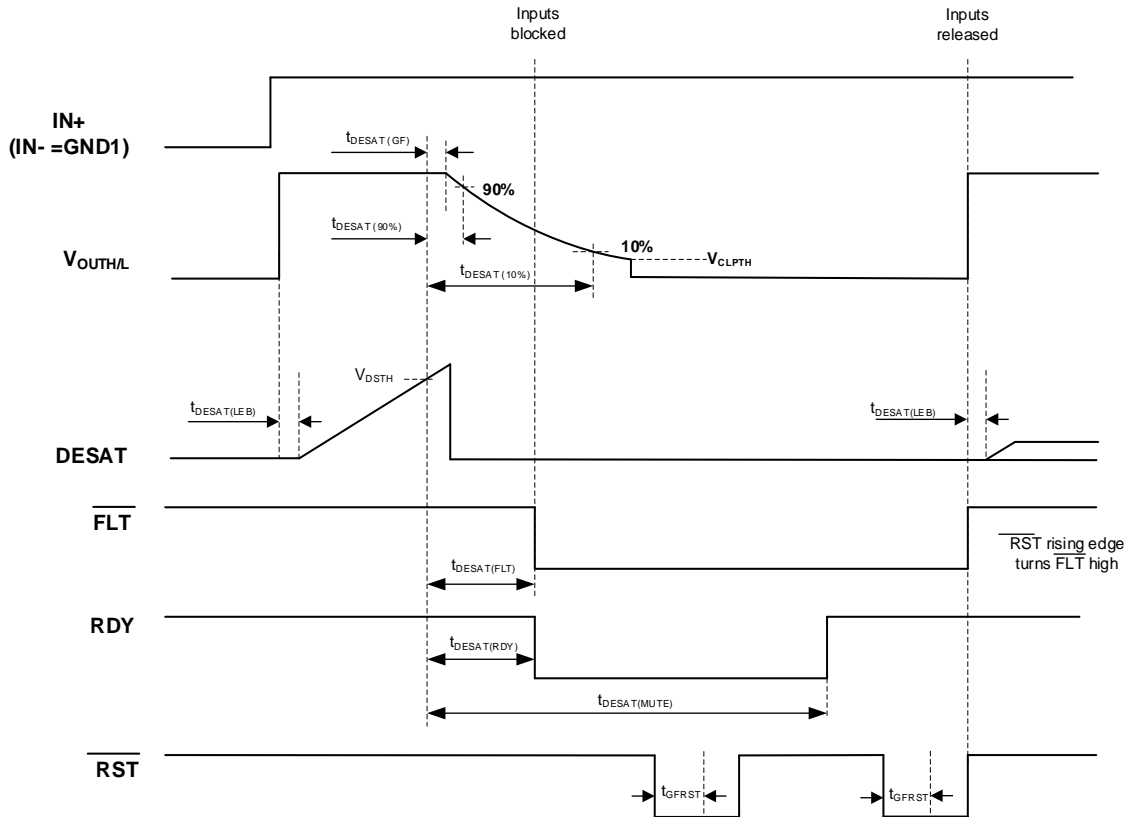 Inputs
blocked
Inputs
released
IN+
(IN- =GND1)
tDESAT(GF)
90%
tDESAT(90%)
VOUTH/L
10%
VCLPTH
tDESAT(10%)
VDSTH
tDESAT(LEB)
tDESAT(LEB)
DESAT
FLT
RST rising edge
turns FLT high
tDESAT(FLT)
RDY
tDESAT(RDY)
tDESAT(MUTE)
RST
tGFRST
tGFRST